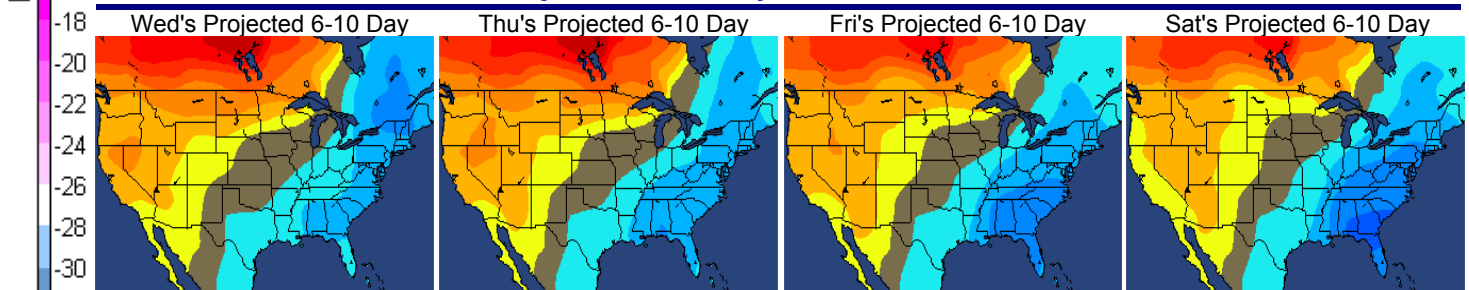 Wed's Projected 6-10 Day
Thu's Projected 6-10 Day
Fri's Projected 6-10 Day
Sat's Projected 6-10 Day
-18
-20
-22
-24
-26
-28
-30